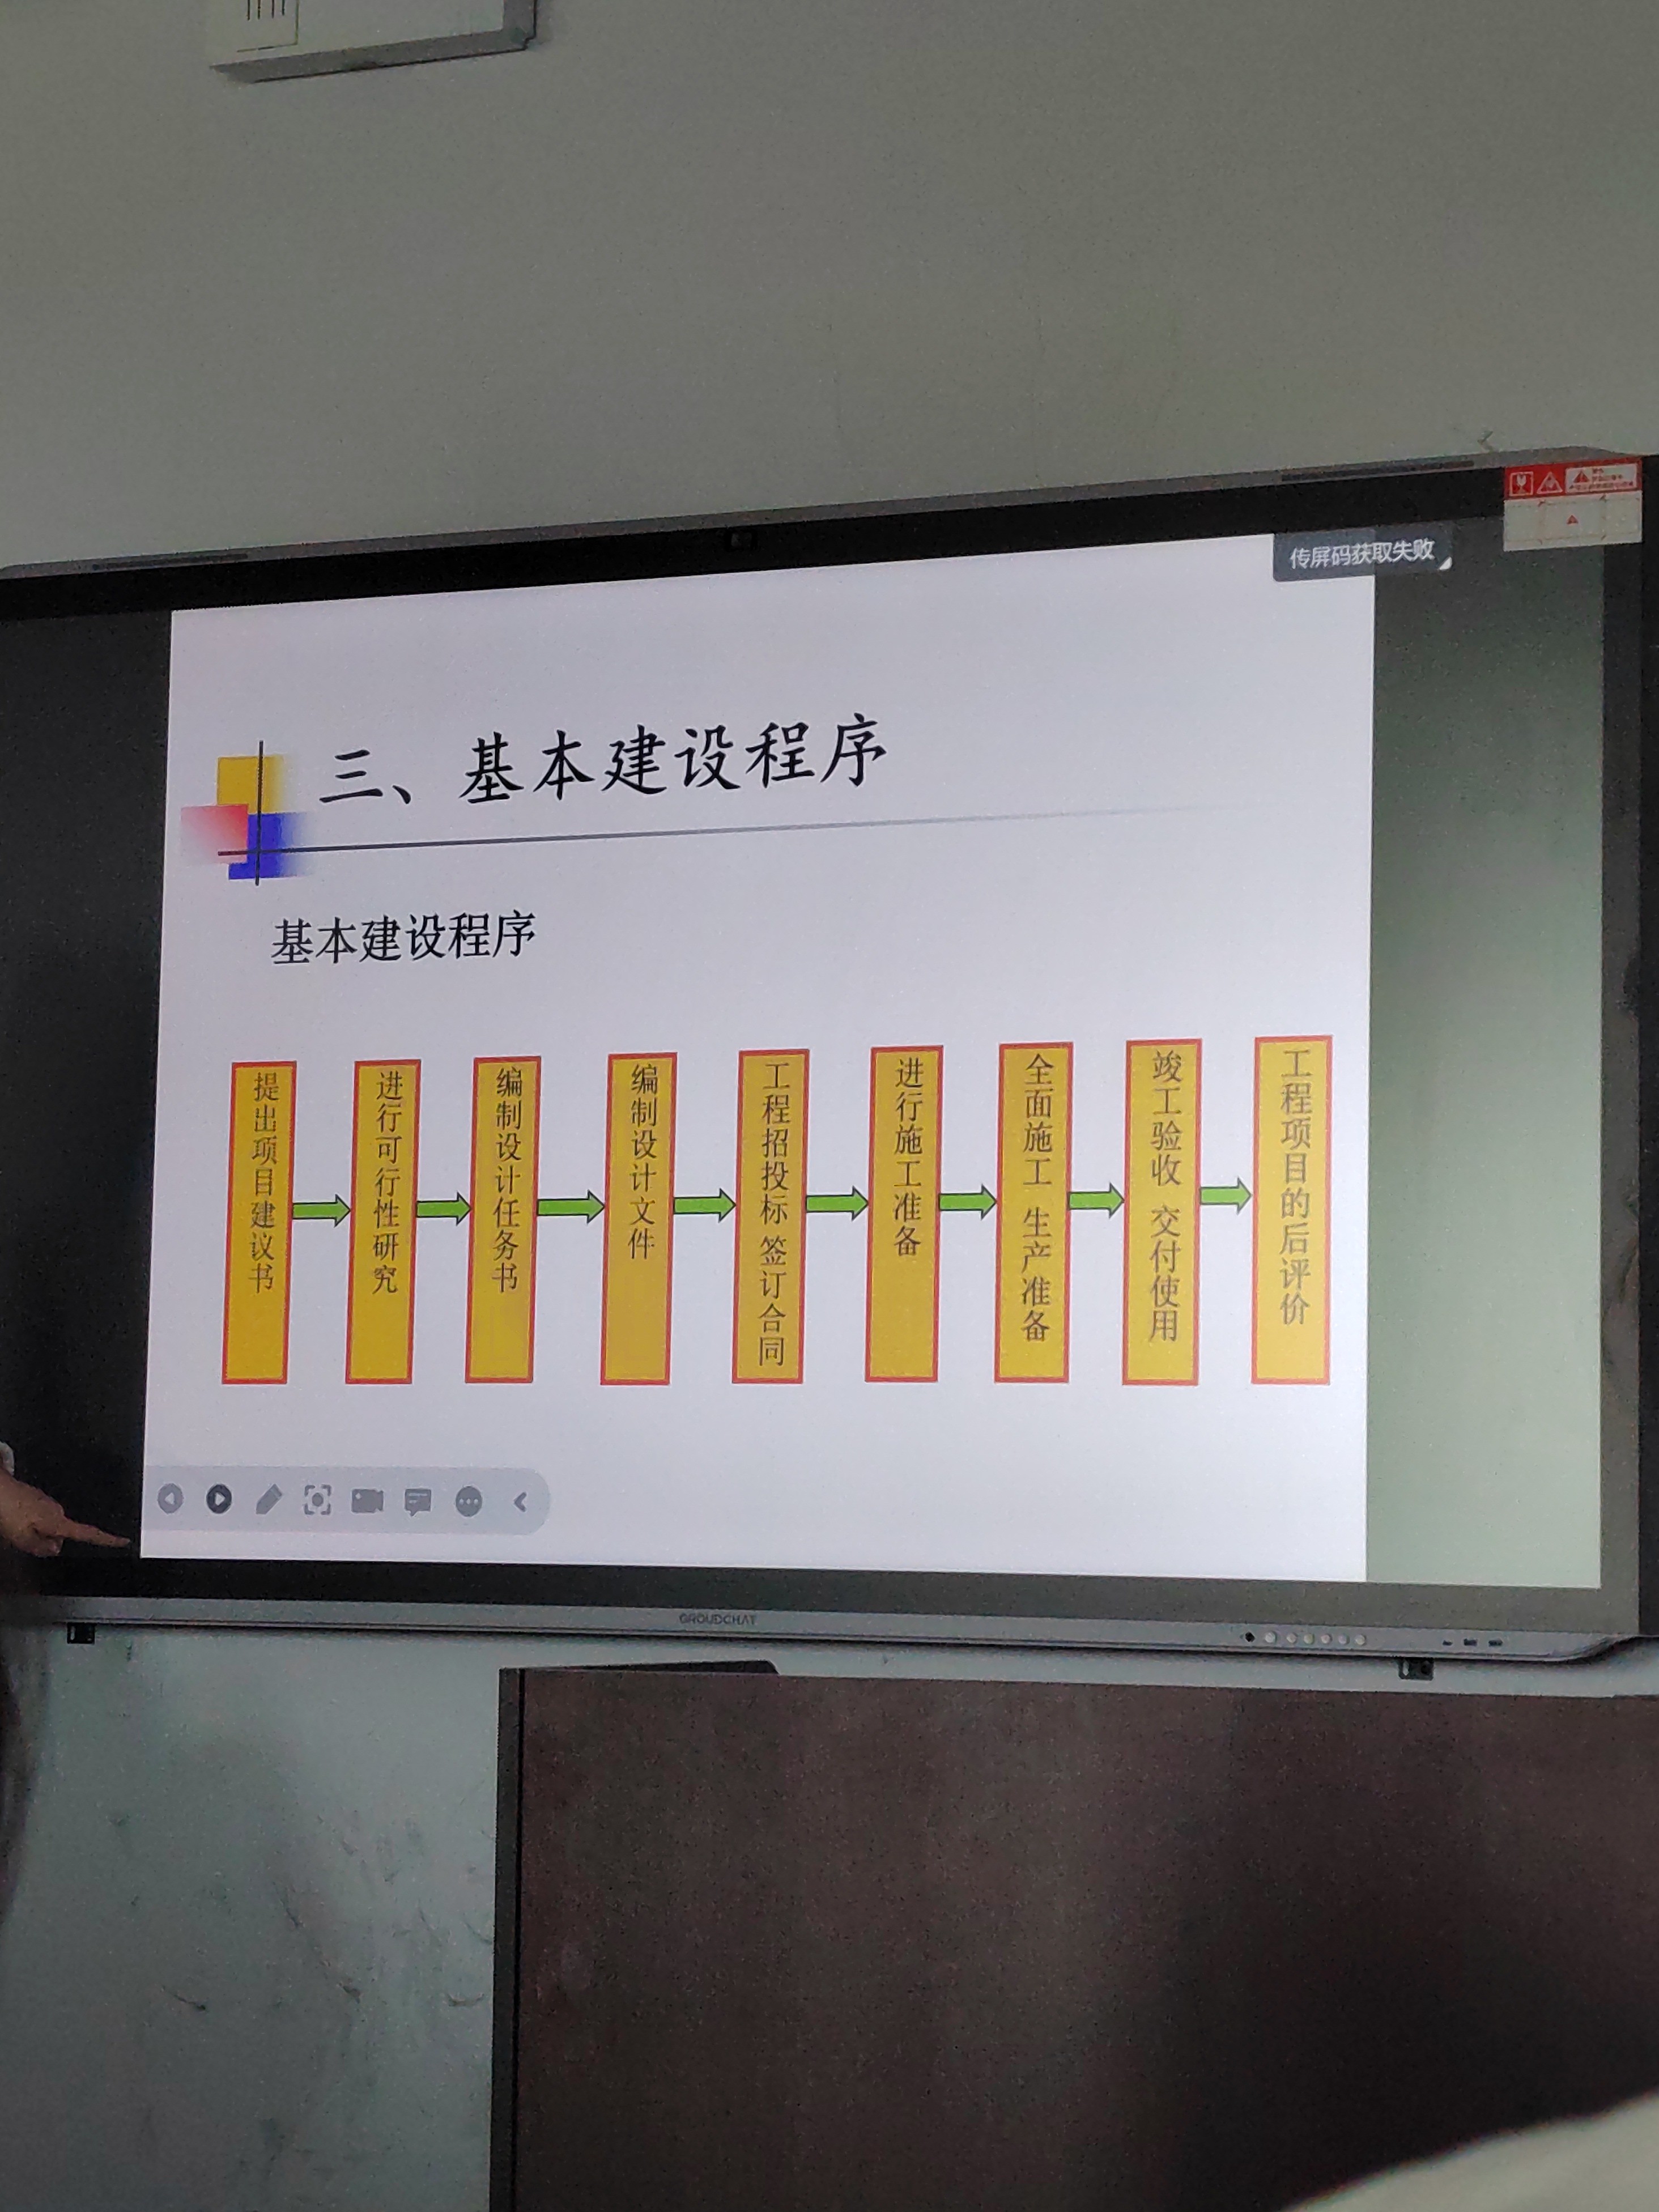 传屏码获取失败
三、基本建设程序
基本建设程序
提出项目建议书
进行可行性研究
编制设计任务书
编制设计文件
工程招投标 签订合同
进行施工准备
全面施工 生产准备
竣工验收 交付使用
工程项目的后评价